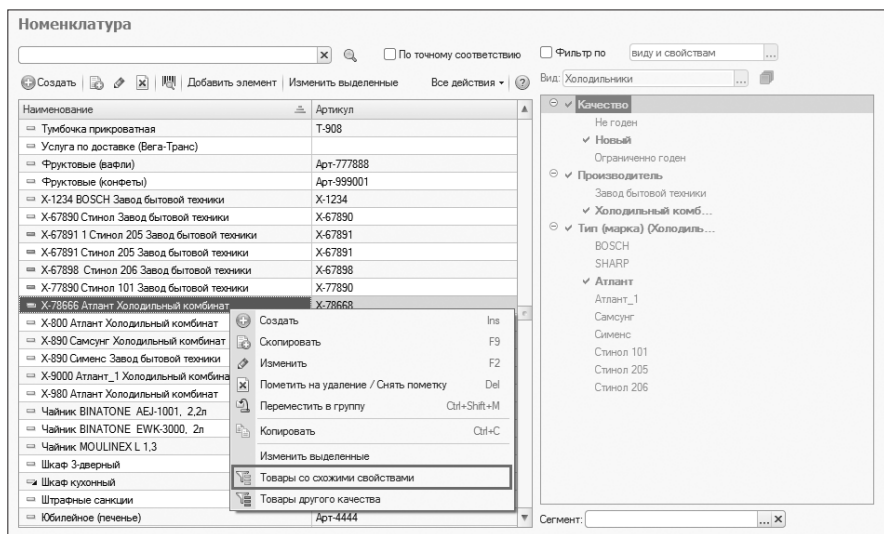 Номенклатура
По точному соответствию
Фильтр по
виду и свойствам
...
Создать
Добавить элемент
Изменить выделенные
Все действия
Вид: Холодильники
...
Наименование
Артикул
Тумбочка прикроватная
Т-908
Услуга по доставке (Вега-Транс)
Фруктовые (вафли)
Арт-777888
Фруктовые (конфеты)
Арт-999001
Х-1234 BOSCH Завод бытовой техники
Х-1234
Х-67890 Стинол Завод бытовой техники
Х-67890
Х-67891 1 Стинол 205 Завод бытовой техники
Х-67891
Х-67891 Стинол 205 Завод бытовой техники
Х-67891
Х-67898 Стинол 206 Завод бытовой техники
Х-67898
Х-77890 Стинол 101 Завод бытовой техники
Х-77890
Х-78666 Атлант Холодильный комбинат
Х-78668
Х-800 Атлант Холодильный комбинат
Х-890 Самсунг Холодильный комбинат
Х-890 Сименс Завод бытовой техники
Х-9000 Атлант_1 Холодильный комбина
Х-980 Атлант Холодильный комбинат
Чайник BINATONE AEJ-1001, 2,2л
Чайник BINATONE EWK-3000, 2л
Чайник MOULINEX L 1,3
Шкаф 3-дверный
Шкаф кухонный
Штрафные санкции
Юбилейное (печенье)
Арт-4444
Создать Ins
Скопировать F9
Изменить F2
Пометить на удаление / Снять пометку Del
Переместить в группу Ctrl+Shift+M
Копировать Ctrl+C
Изменить выделенные
Товары со схожими свойствами
Товары другого качества
Качество
Не годен
Новый
Ограниченно годен
Производитель
Завод бытовой техники
Холодильный комб...
Тип (марка) (Холодиль...
BOSCH
SHARP
Атлант
Атлант_1
Самсунг
Сименс
Стинол 101
Стинол 205
Стинол 206
Сегмент:
...